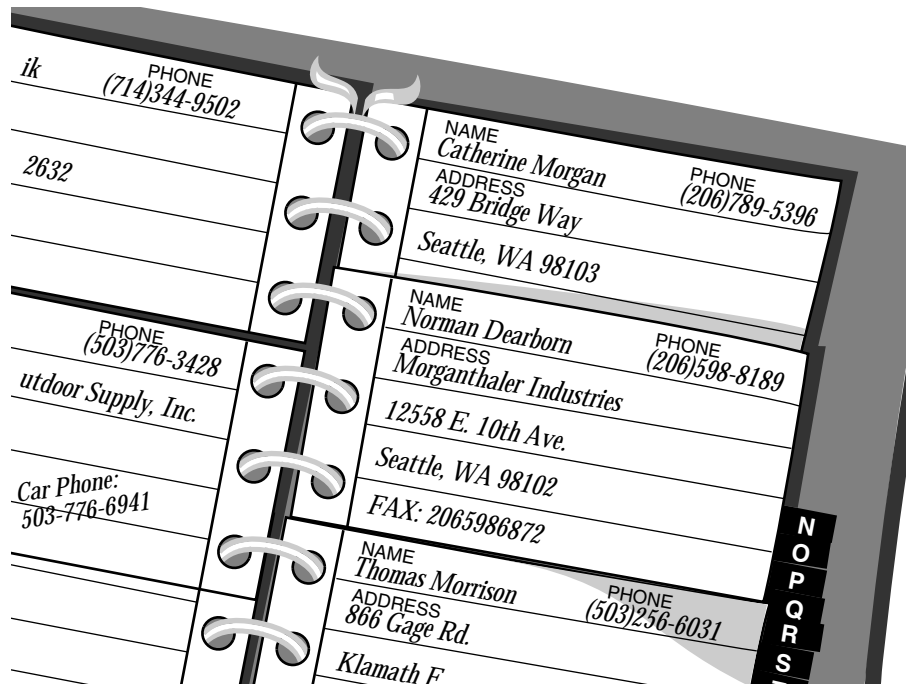 ik
PHONE
(714)344-9502
2632
PHONE
(503)776-3428
utdoor Supply, Inc.
Car Phone:
503-776-6941
NAME
Catherine Morgan
PHONE
(206)789-5396
ADDRESS
429 Bridge Way
Seattle, WA 98103
NAME
Norman Dearborn
PHONE
(206)598-8189
ADDRESS
Morganthaler Industries
12558 E. 10th Ave.
Seattle, WA 98102
FAX: 2065986872
NAME
Thomas Morrison
PHONE
(503)256-6031
ADDRESS
866 Gage Rd.
Klamath F
N
O
P
Q
R
S